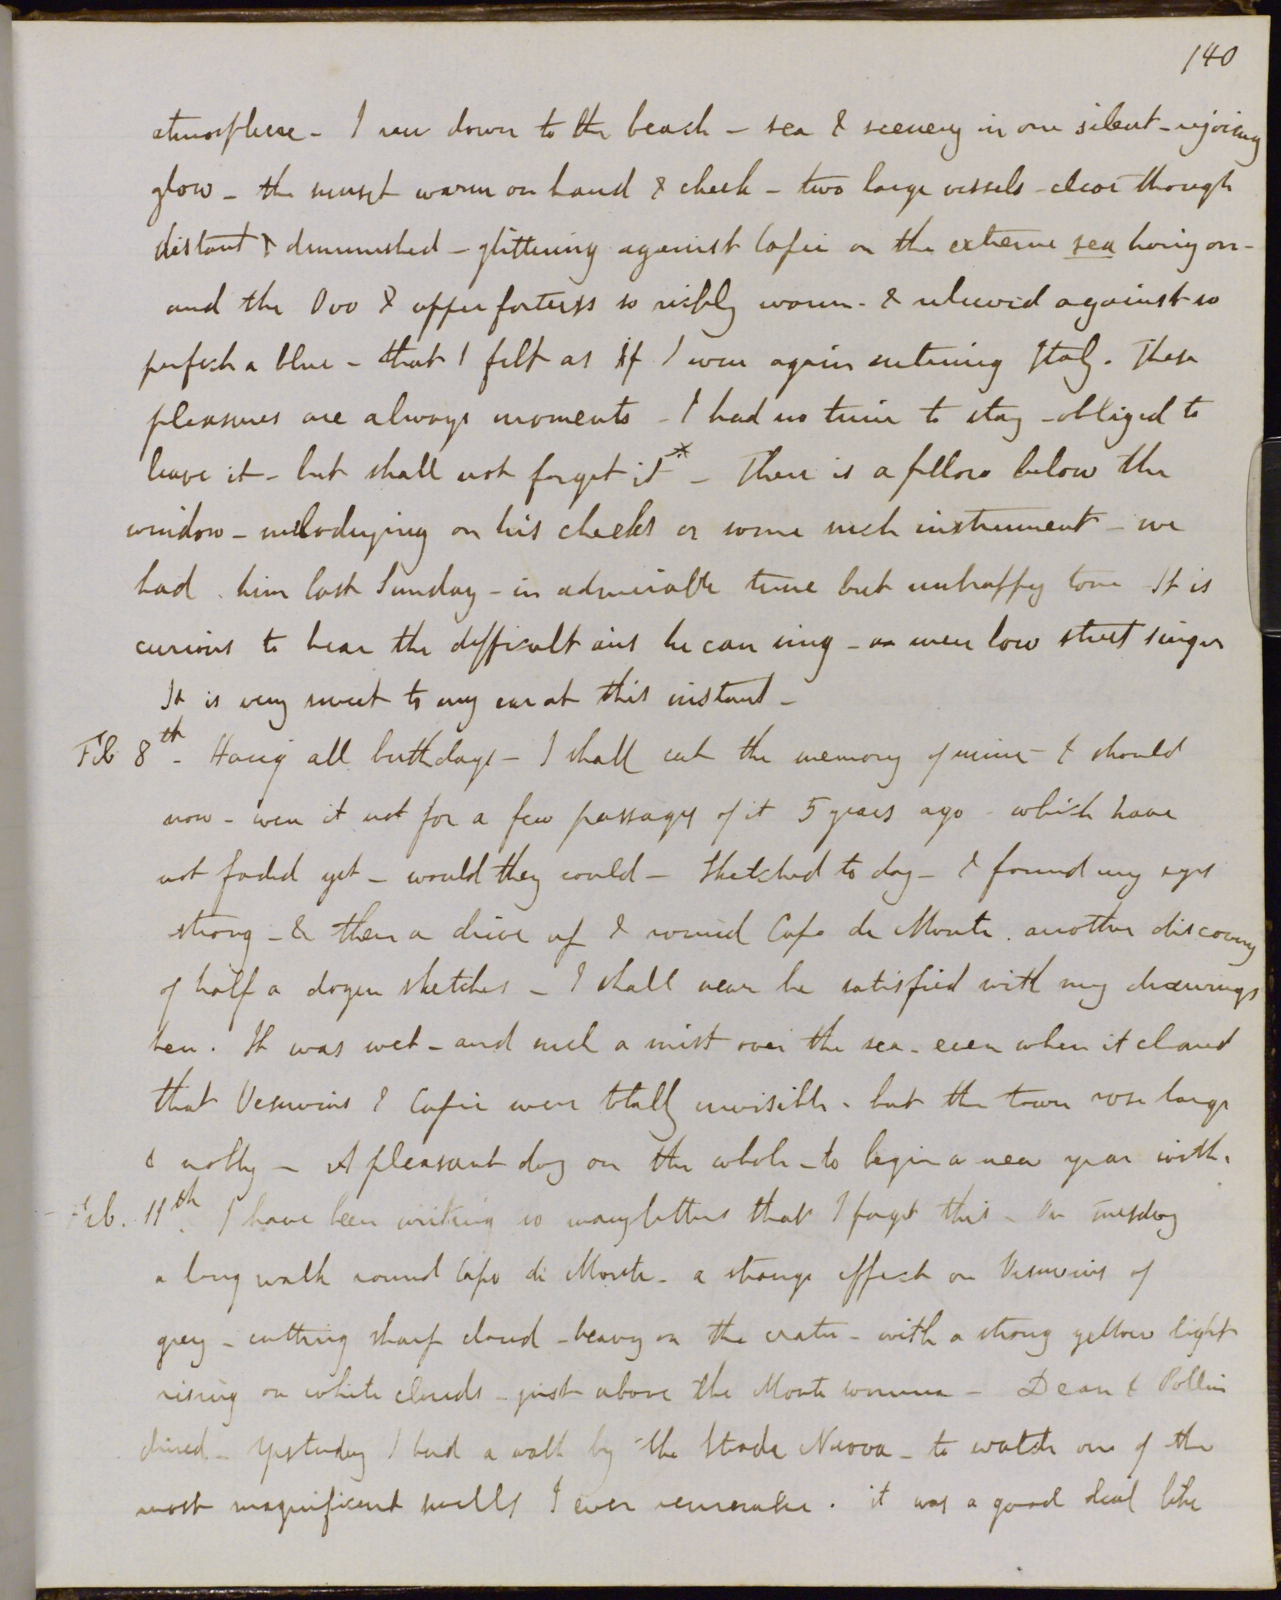 140
atmosphere - I ran down to the beach - sea & scenery in one silent - rejoicing
glow - the sunset warm on hand & cheek - two large vessels - clear though
distant & diminished - glittering against Capri on the extreme sea horizon -
and the Ovo & upper fortress so richly warm - & relieved against so
perfect a blue - that I felt as if I were again entering Italy. These
pleasures are always moments - I had no time to stay - obliged to
leave it - but shall not forget it* - There is a fellow below the
window - melodizing on his cheeks or some such instrument - we
had him last Sunday - in admirable tune but unhappy tone It is
curious to hear the difficult airs he can sing - a mere low street singer
It is very sweet to my ear at this instant -
Feb 8th - Hang all birthdays - I shall cut the memory of mine - & should
now - were it not for a few passages of it 5 years ago - which have
not faded yet - would they could - Sketched to day - & found my eyes
strong - & then a drive up & round Capo di Monte. another discovery
of half a dozen sketches - I shall never be satisfied with my drawings
here. It was wet - and such a mist over the sea - even when it cleared
that Vesuvius & Capri were totally invisible - but the town rose large
& nobly - A pleasant day on the whole - to begin a new year with.
Feb. 11th. I have been writing so many letters that I forget this - On Tuesday
a long walk round Capo di Monte - a strange effect on Vesuvius of
grey - cutting sharp cloud - heavy on the crater - with a strong yellow light
rising on white clouds - just above the Monte Somma - Dean & Pollen
dined - Yesterday I had a walk by the Strada Nuova - to watch one of the
most magnificent swells I ever remember. it was a good deal like